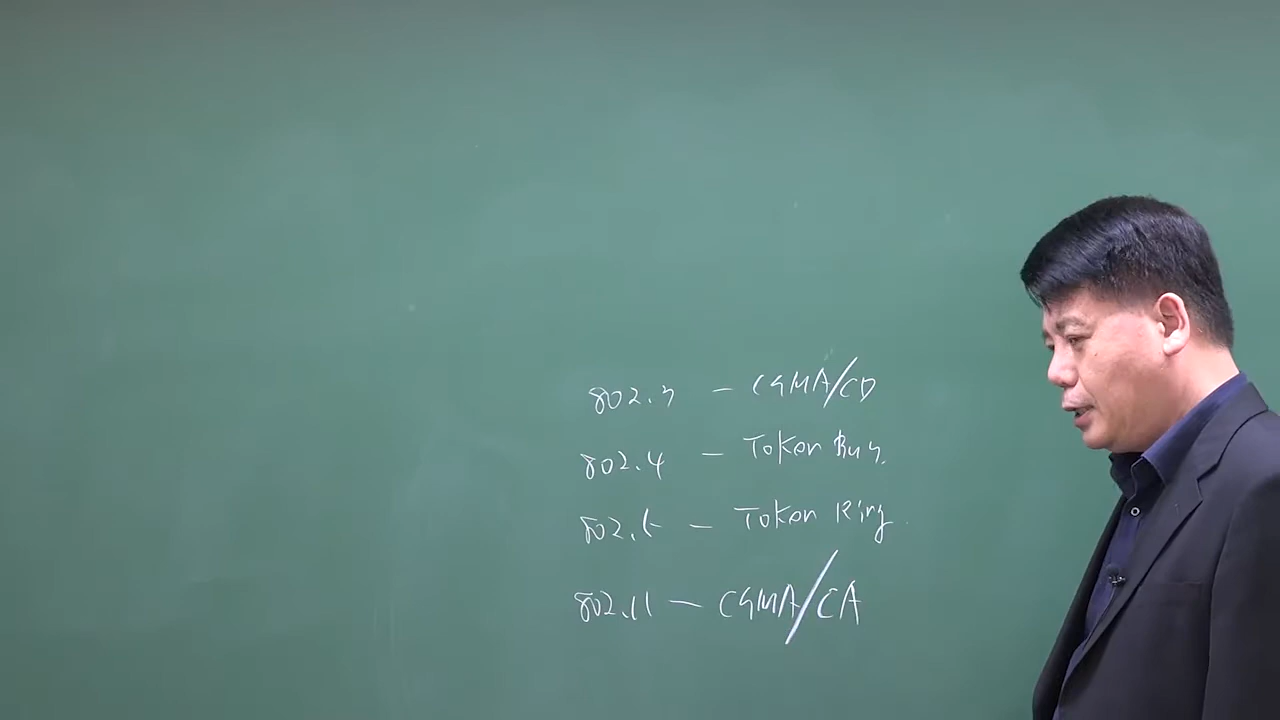 802.3 - CSMA/CD
802.4 - Token Bus.
802.5 - Token Ring.
802.11 - CSMA/CA